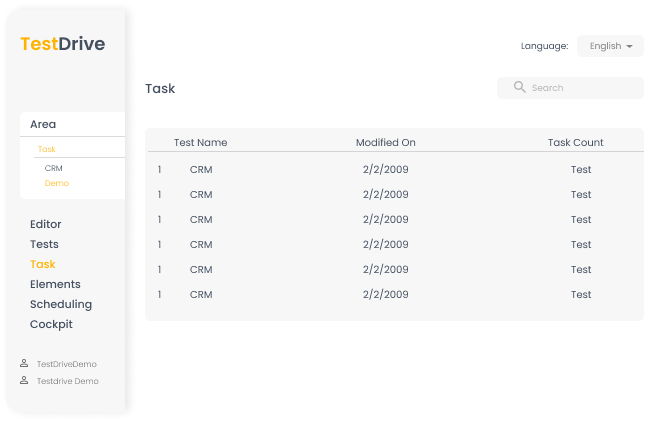 TestDrive
Language: English
Task
Search
Area
Task
CRM
Demo
Editor
Tests
Task
Elements
Scheduling
Cockpit
TestDriveDemo
Testdrive Demo
Test Name Modified On Task Count
1 CRM 2/2/2009 Test
1 CRM 2/2/2009 Test
1 CRM 2/2/2009 Test
1 CRM 2/2/2009 Test
1 CRM 2/2/2009 Test
1 CRM 2/2/2009 Test